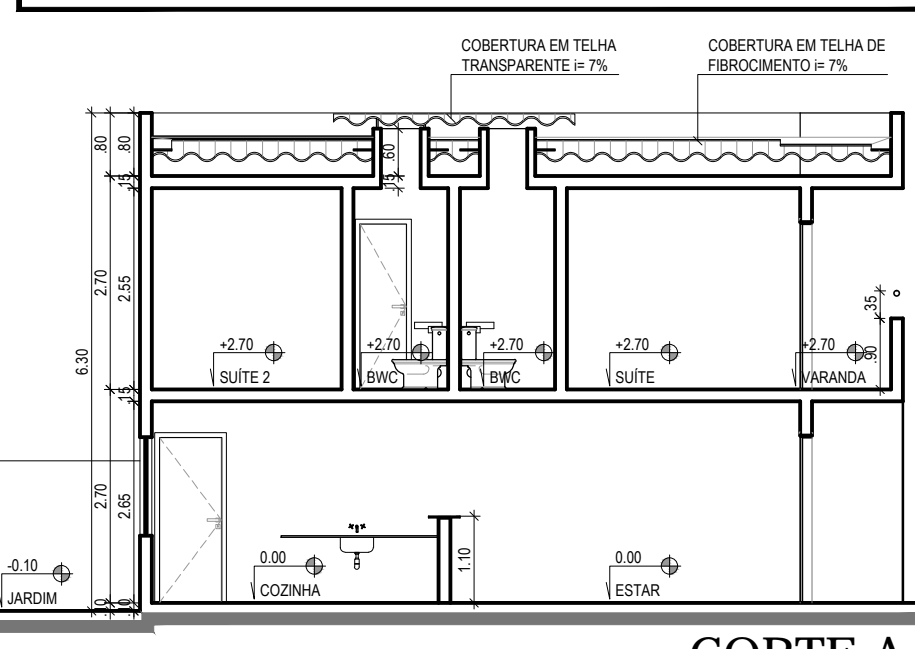 COBERTURA EM TELHA
TRANSPARENTE i= 7%
COBERTURA EM TELHA DE
FIBROCIMENTO i= 7%
.80
.80
.60
.15
.15
2.70
2.55
6.30
.35
.90
+2.70
SUÍTE 2
+2.70
BWC
+2.70
BWC
+2.70
SUÍTE
+2.70
VARANDA
.15
2.70
2.65
1.10
-0.10
JARDIM
0.00
COZINHA
0.00
ESTAR
.10
.10
CORTE A